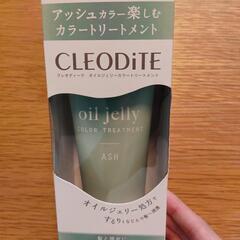 アッシュカラー楽しむ
カラートリートメント
CLEODiTE
クレオディーテ オイルジェリーカラートリートメント
oil jelly
COLOR TREATMENT
ASH
オイルジェリー処方で